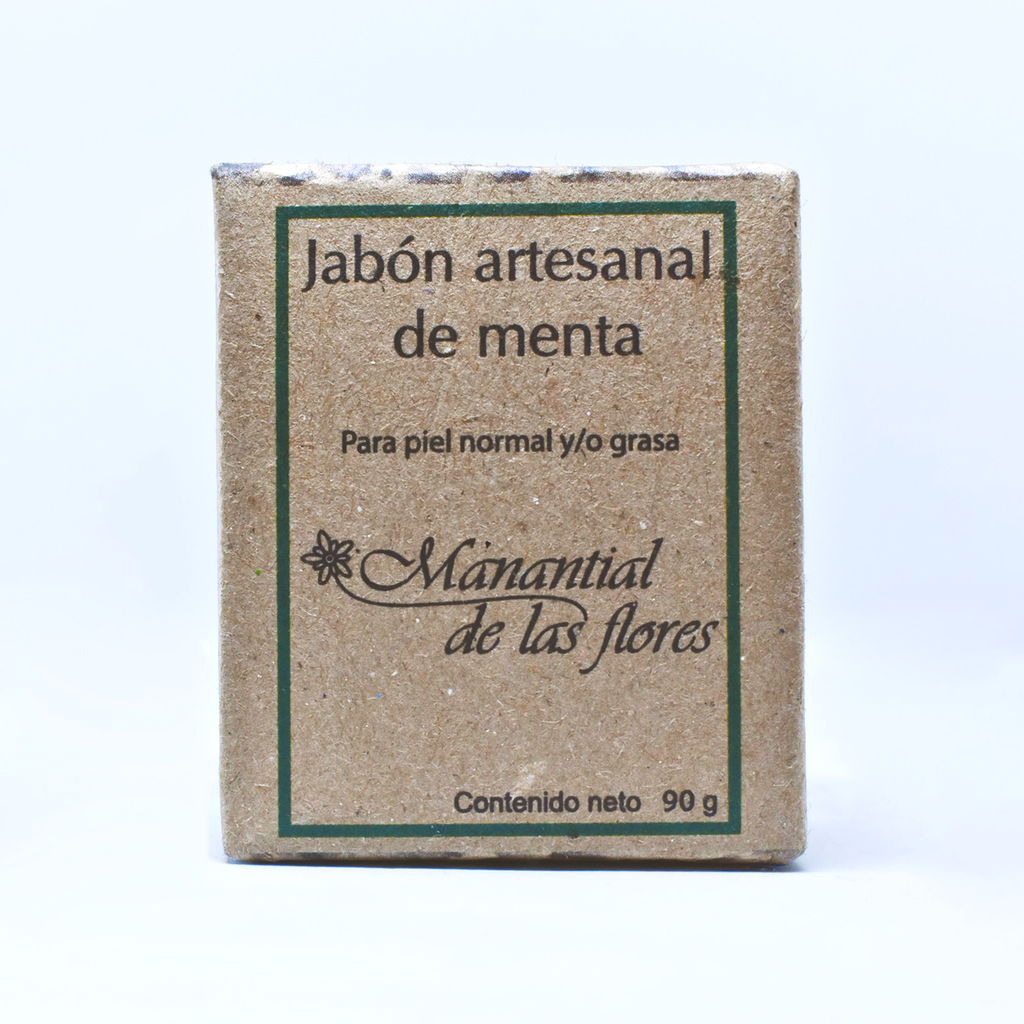 Jabón artesanal
de menta
Para piel normal y/o grasa
Manantial
de las flores
Contenido neto 90 g